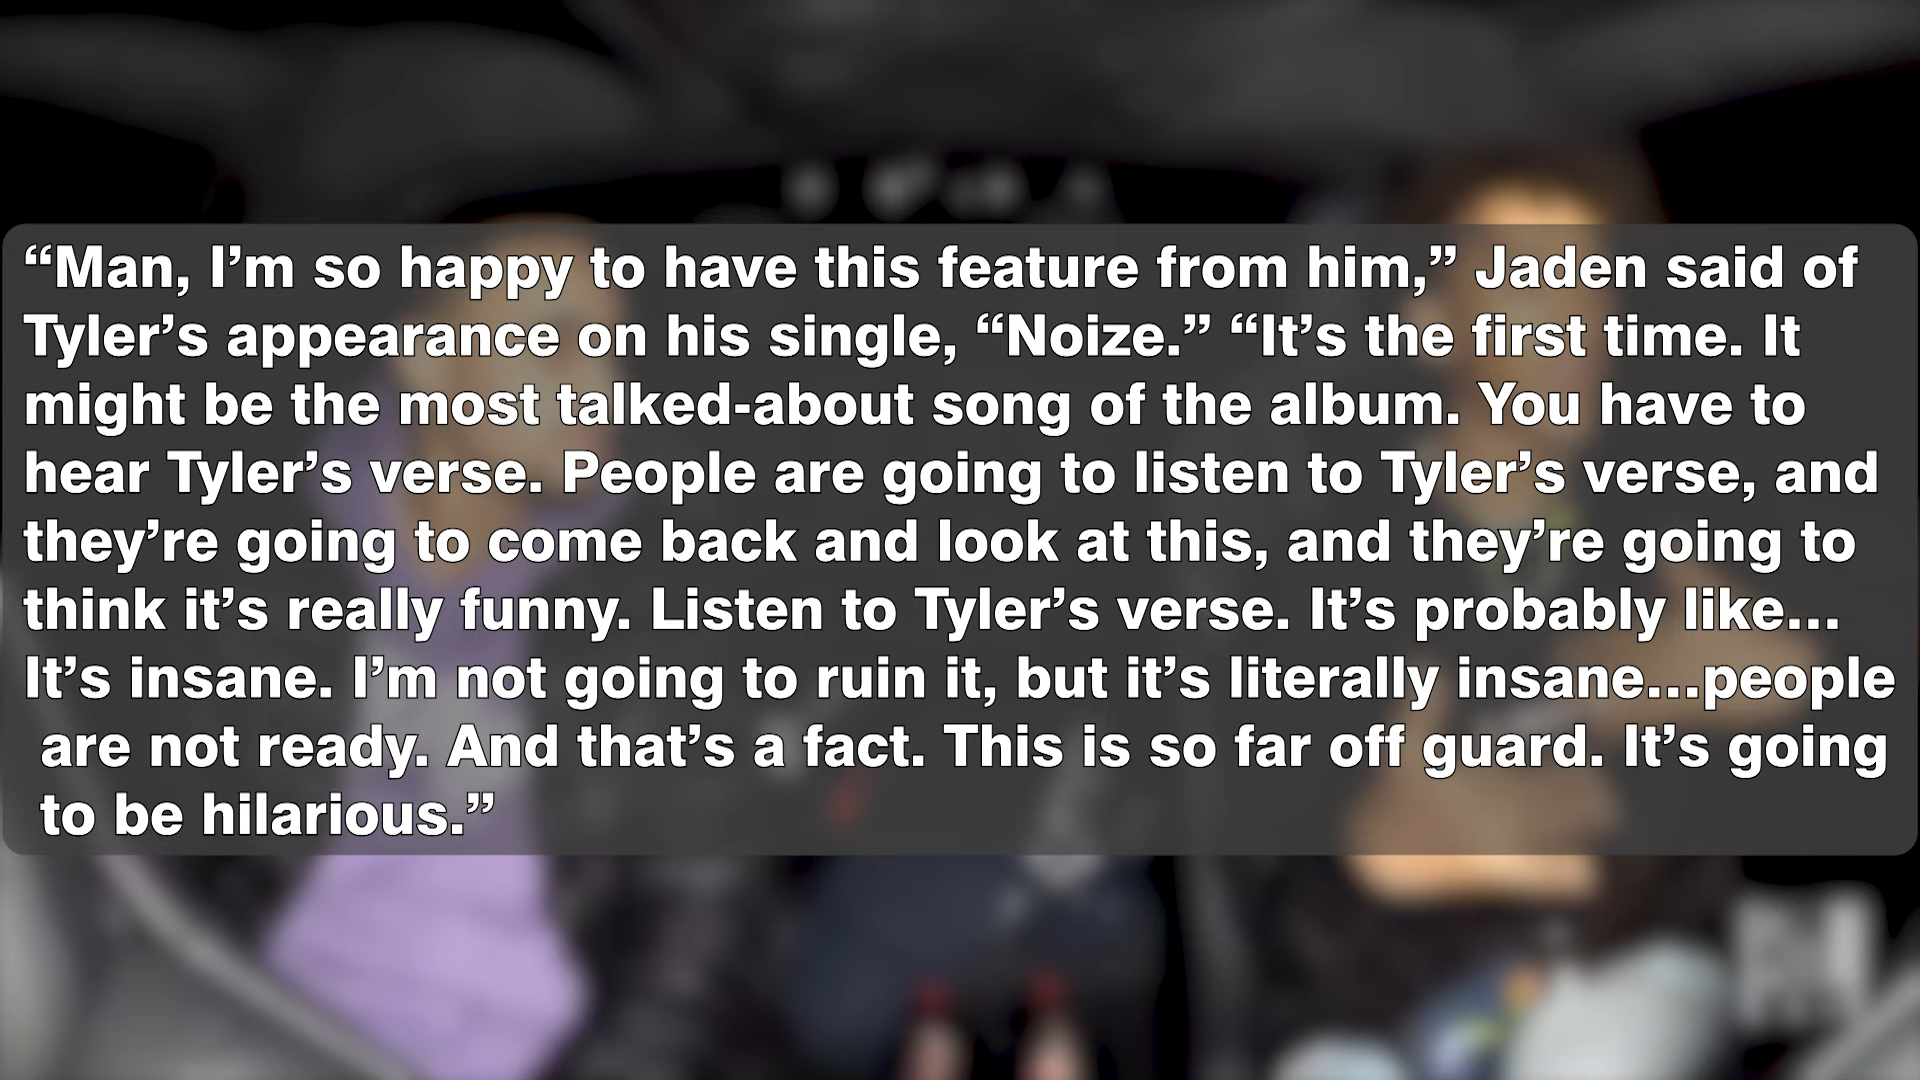 “Man, I’m so happy to have this feature from him,” Jaden said of
Tyler’s appearance on his single, “Noize.” “It’s the first time. It
might be the most talked-about song of the album. You have to
hear Tyler’s verse. People are going to listen to Tyler’s verse, and
they’re going to come back and look at this, and they’re going to
think it’s really funny. Listen to Tyler’s verse. It’s probably like...
It’s insane. I’m not going to ruin it, but it’s literally insane...people
are not ready. And that’s a fact. This is so far off guard. It’s going
to be hilarious.”